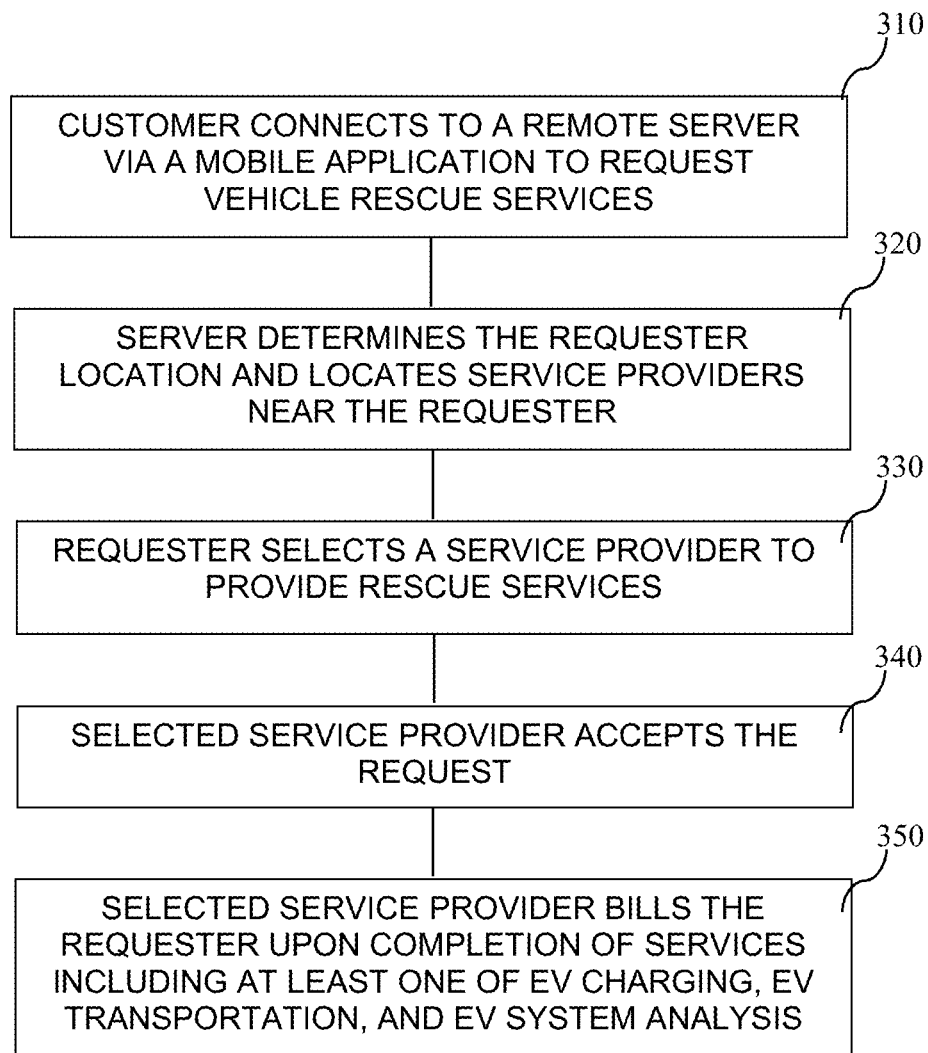 310
CUSTOMER CONNECTS TO A REMOTE SERVER
VIA A MOBILE APPLICATION TO REQUEST
VEHICLE RESCUE SERVICES
320
SERVER DETERMINES THE REQUESTER
LOCATION AND LOCATES SERVICE PROVIDERS
NEAR THE REQUESTER
330
REQUESTER SELECTS A SERVICE PROVIDER TO
PROVIDE RESCUE SERVICES
340
SELECTED SERVICE PROVIDER ACCEPTS THE
REQUEST
350
SELECTED SERVICE PROVIDER BILLS THE
REQUESTER UPON COMPLETION OF SERVICES
INCLUDING AT LEAST ONE OF EV CHARGING, EV
TRANSPORTATION, AND EV SYSTEM ANALYSIS